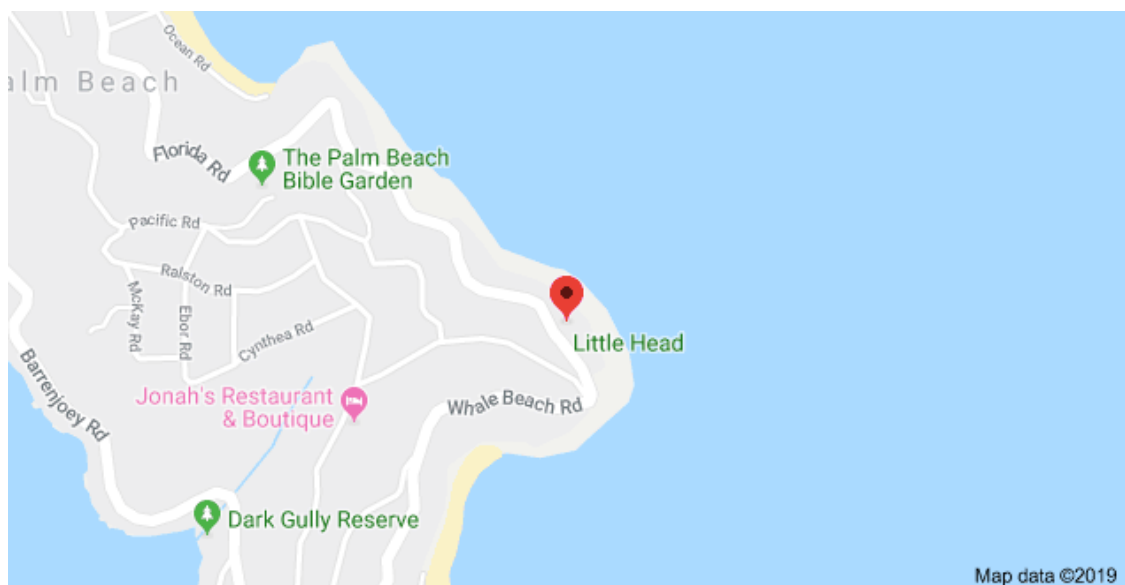 Ocean Rd
alm Beach
Florida Rd
The Palm Beach
Bible Garden
Pacific Rd
Ralston Rd
McKay Rd
Ebor Rd
Cynthea Rd
Little Head
Barrenjoey Rd
Jonah's Restaurant
& Boutique
Whale Beach Rd
Dark Gully Reserve
Map data ©2019